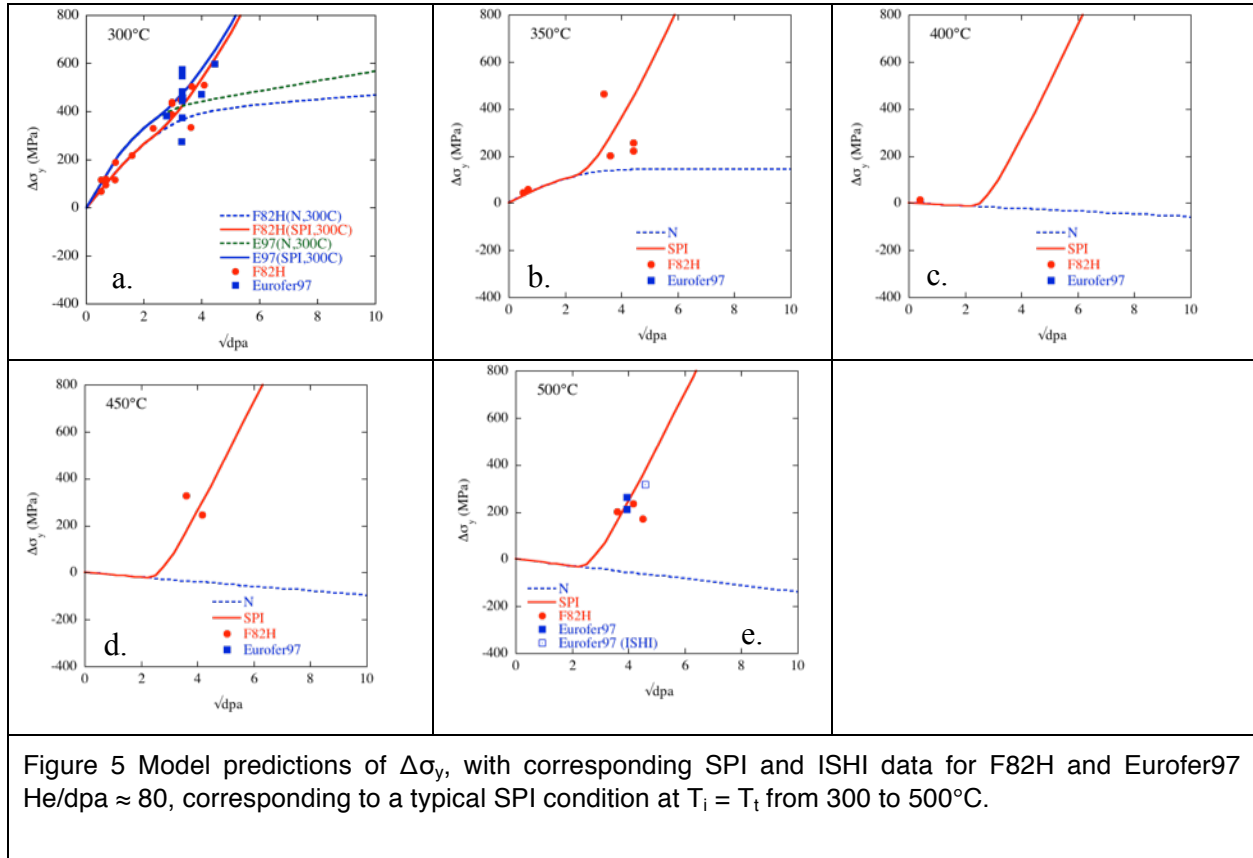 300°C
800
600
400
200
0
-200
-400
Δσy (MPa)
F82H(N,300C)
F82H(SPI,300C)
E97(N,300C)
E97(SPI,300C)
F82H
Eurofer97
a.
0 2 4 6 8 10
√dpa
350°C
800
600
400
200
0
-200
-400
Δσy (MPa)
N
SPI
F82H
Eurofer97
b.
0 2 4 6 8 10
√dpa
400°C
800
600
400
200
0
-200
-400
Δσy (MPa)
c.
N
SPI
F82H
Eurofer97
0 2 4 6 8 10
√dpa
450°C
800
600
400
200
0
-200
-400
Δσy (MPa)
N
SPI
F82H
Eurofer97
d.
0 2 4 6 8 10
√dpa
500°C
800
600
400
200
0
-200
-400
Δσy (MPa)
N
SPI
F82H
Eurofer97
Eurofer97 (ISHI)
e.
0 2 4 6 8 10
√dpa
Figure 5 Model predictions of Δσy, with corresponding SPI and ISHI data for F82H and Eurofer97
He/dpa ≈ 80, corresponding to a typical SPI condition at Ti = Tt from 300 to 500°C.